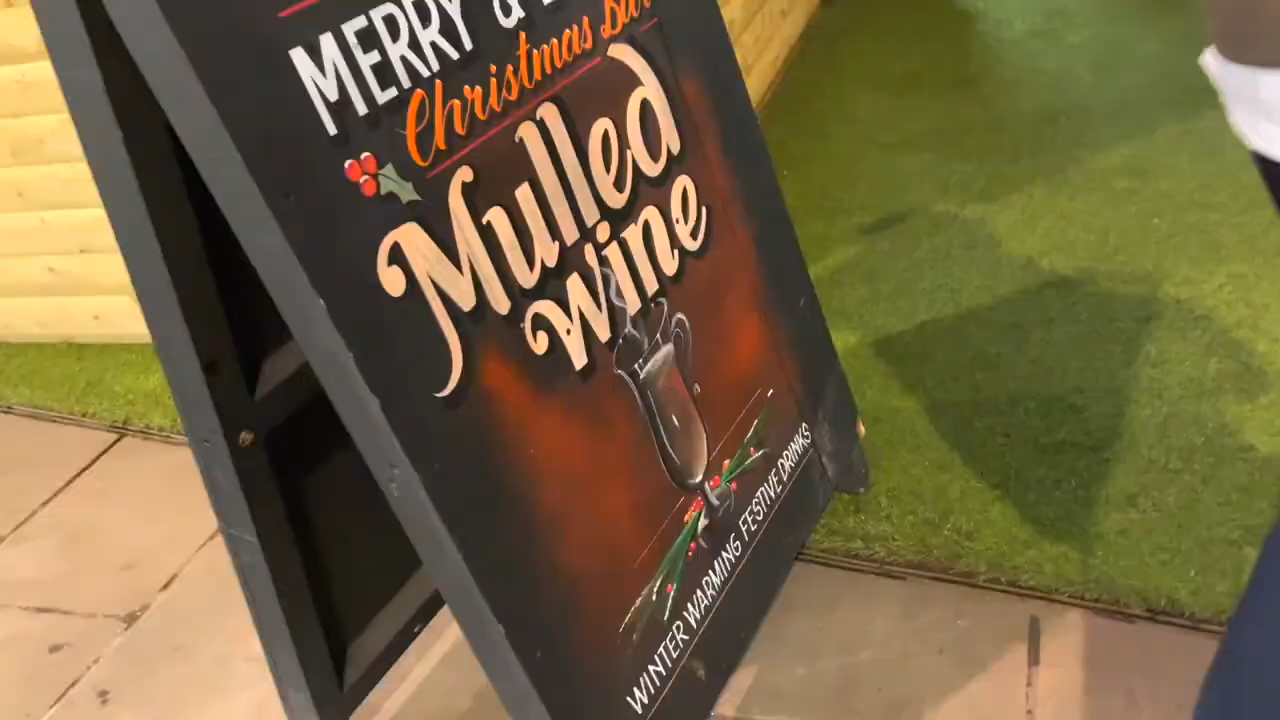 MERRY &
Christmas Bar
Mulled
wine
WINTER WARMING FESTIVE DRINKS